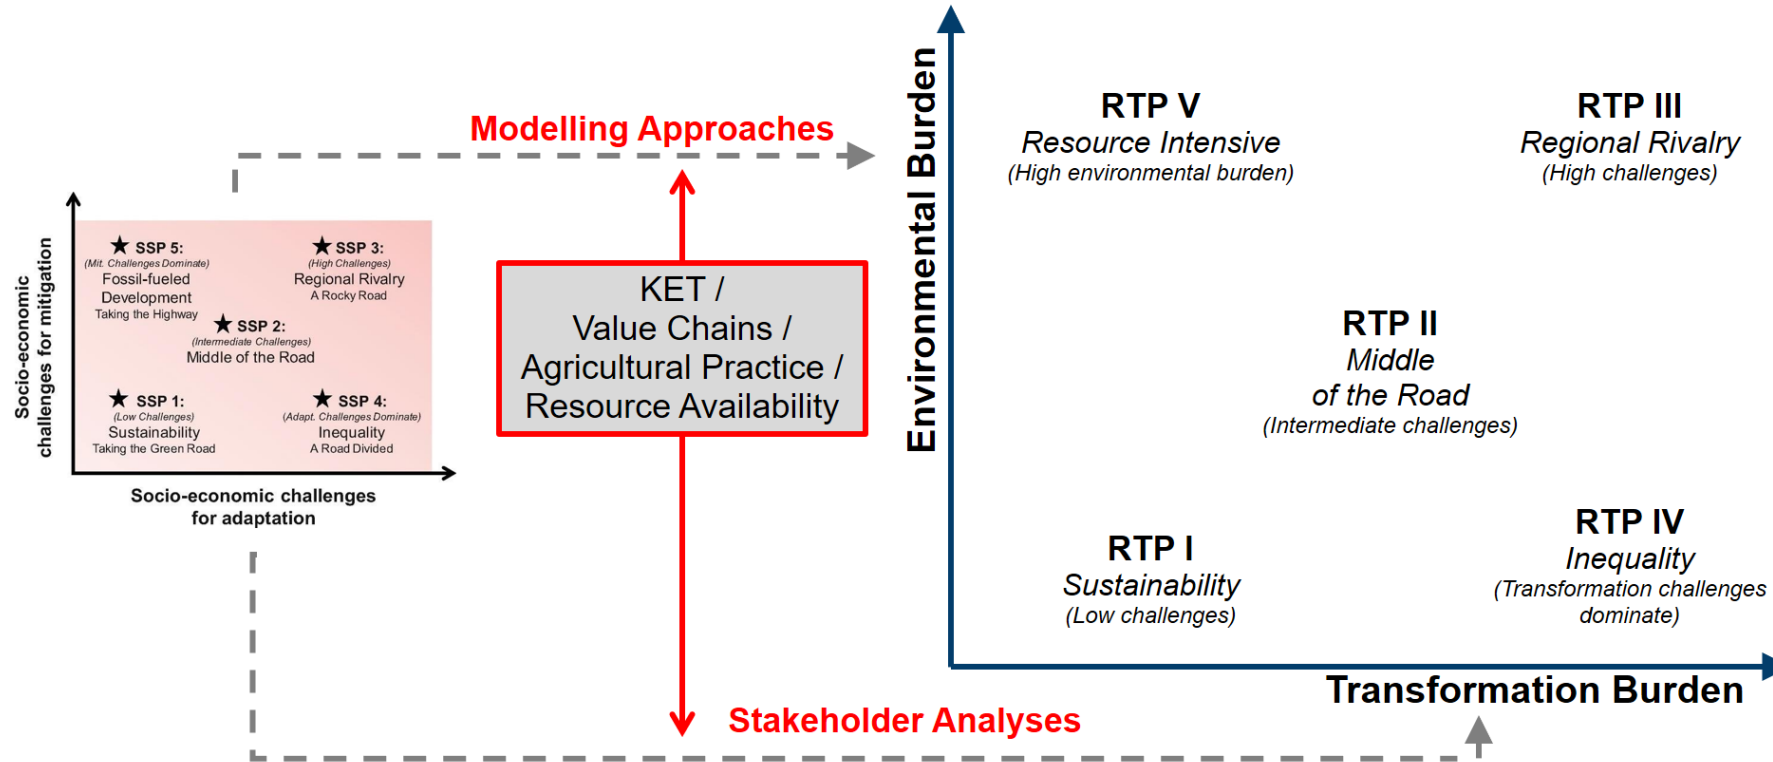 Modelling Approaches
Socio-economic
challenges for mitigation
★ SSP 5:
(Mit. Challenges Dominate)
Fossil-fueled
Development
Taking the Highway
★ SSP 3:
(High Challenges)
Regional Rivalry
A Rocky Road
★ SSP 2:
(Intermediate Challenges)
Middle of the Road
★ SSP 1:
(Low Challenges)
Sustainability
Taking the Green Road
★ SSP 4:
(Adapt. Challenges Dominate)
Inequality
A Road Divided
Socio-economic challenges
for adaptation
KET /
Value Chains /
Agricultural Practice /
Resource Availability
Stakeholder Analyses
Environmental Burden
RTP V
Resource Intensive
(High environmental burden)
RTP III
Regional Rivalry
(High challenges)
RTP II
Middle
of the Road
(Intermediate challenges)
RTP I
Sustainability
(Low challenges)
RTP IV
Inequality
(Transformation challenges
dominate)
Transformation Burden